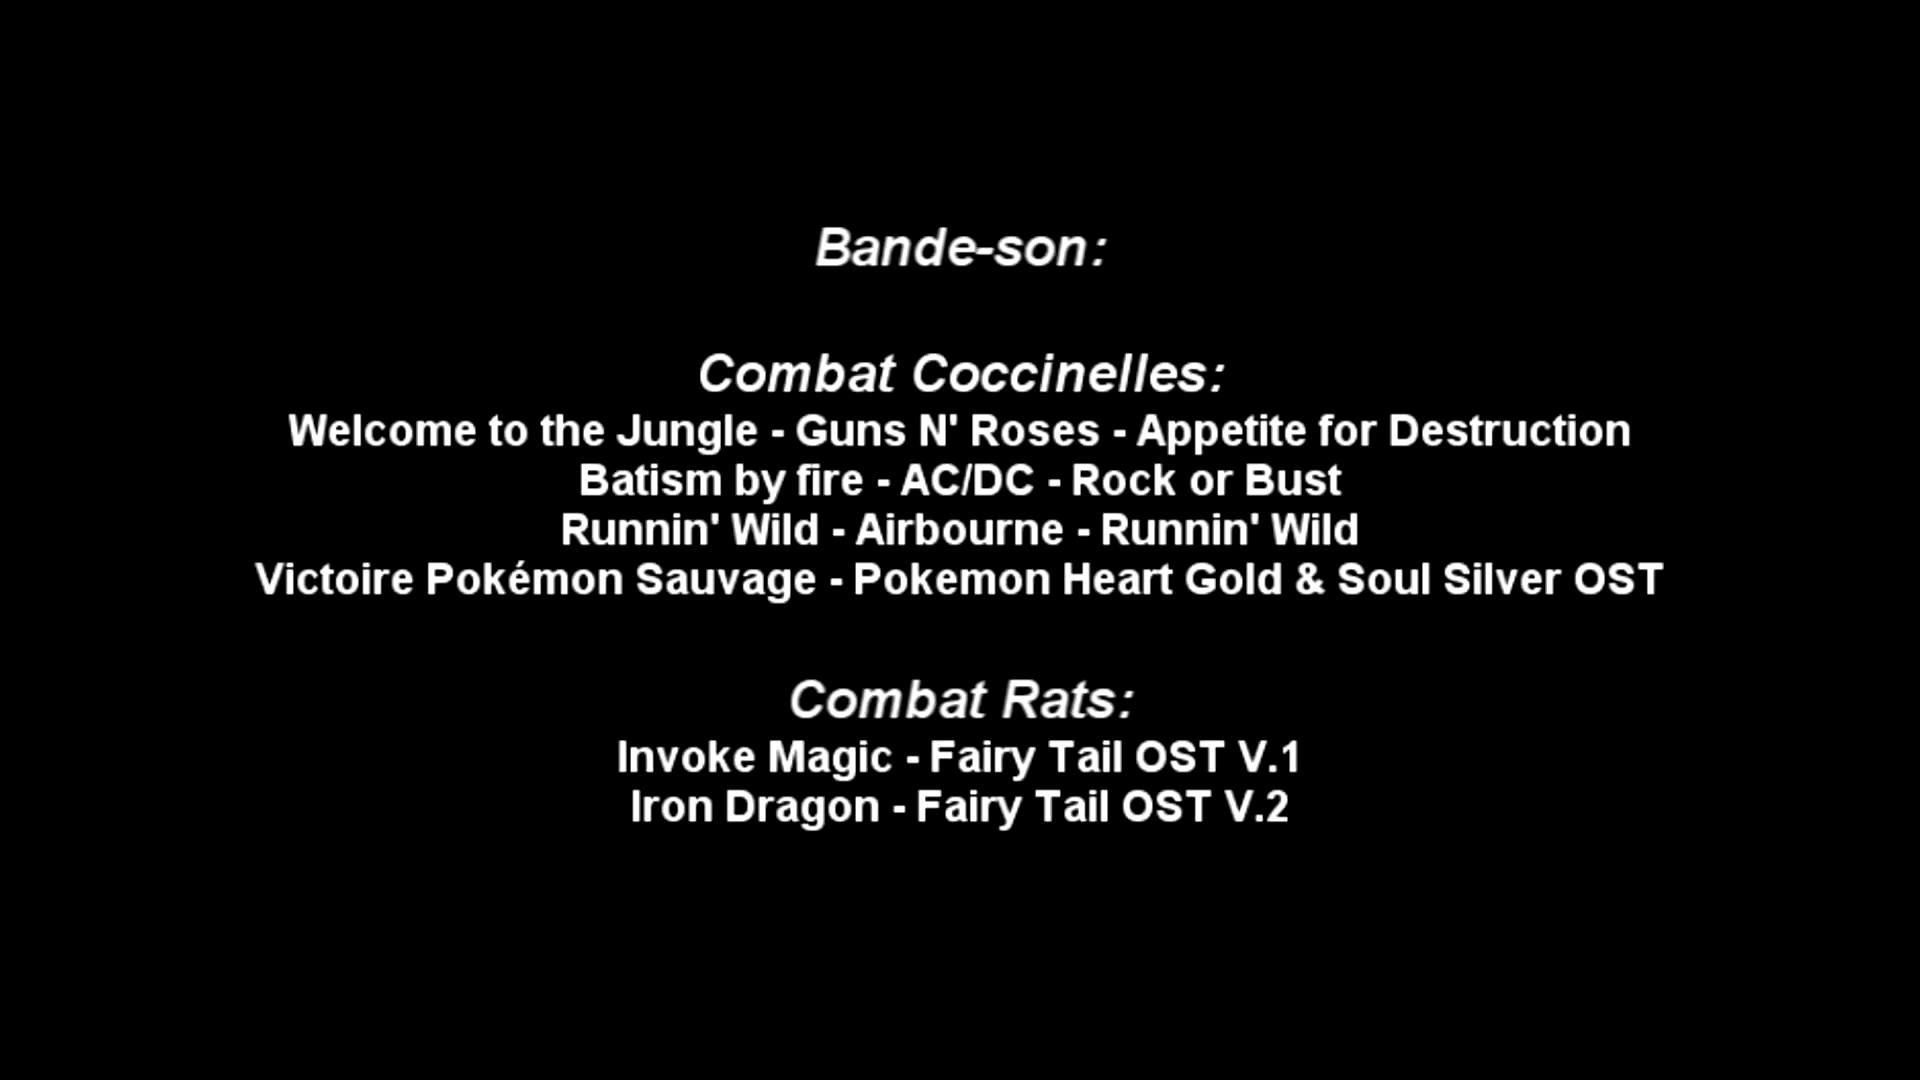 Bande-son:
Combat Coccinelles:
Welcome to the Jungle - Guns N' Roses - Appetite for Destruction
Batism by fire - AC/DC - Rock or Bust
Runnin' Wild - Airbourne - Runnin' Wild
Victoire Pokémon Sauvage - Pokemon Heart Gold & Soul Silver OST
Combat Rats:
Invoke Magic - Fairy Tail OST V.1
Iron Dragon - Fairy Tail OST V.2